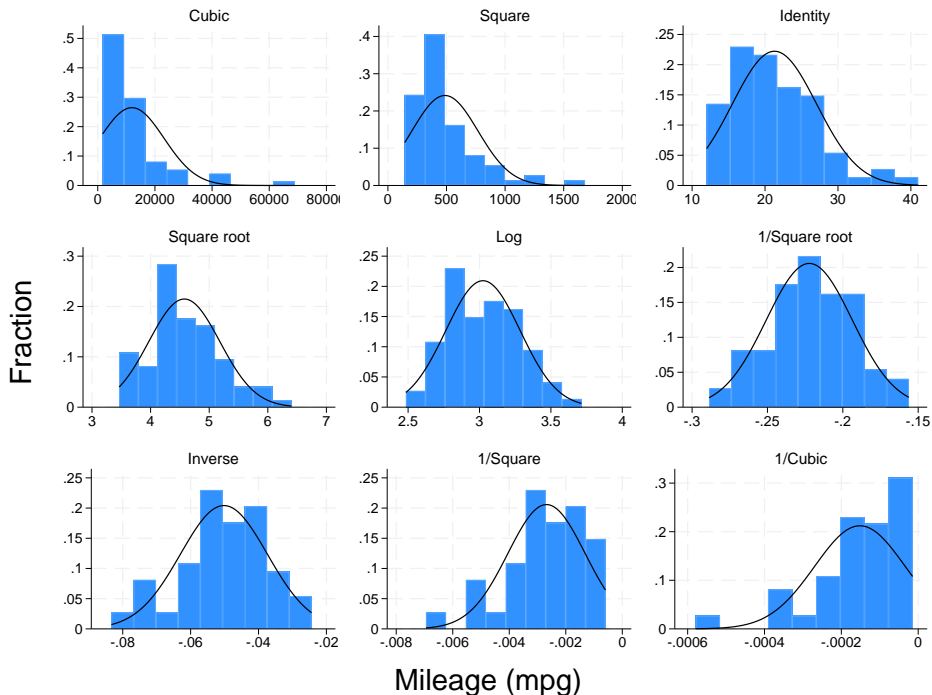 Cubic
.5
.4
.3
.2
.1
0
0 20000 40000 60000 80000
Square
.4
.3
.2
.1
0
0 500 1000 1500 2000
Identity
.25
.2
.15
.1
.05
0
10 20 30 40
Square root
.3
.2
.1
0
3 4 5 6 7
Log
.25
.2
.15
.1
.05
0
2.5 3 3.5 4
1/Square root
.2
.15
.1
.05
0
-.3 -.25 -.2 -.15
Inverse
.25
.2
.15
.1
.05
0
-.08 -.06 -.04 -.02
1/Square
.25
.2
.15
.1
.05
0
-.008 -.006 -.004 -.002 0
1/Cubic
.3
.2
.1
0
-.0006 -.0004 -.0002 0
Fraction
Mileage (mpg)